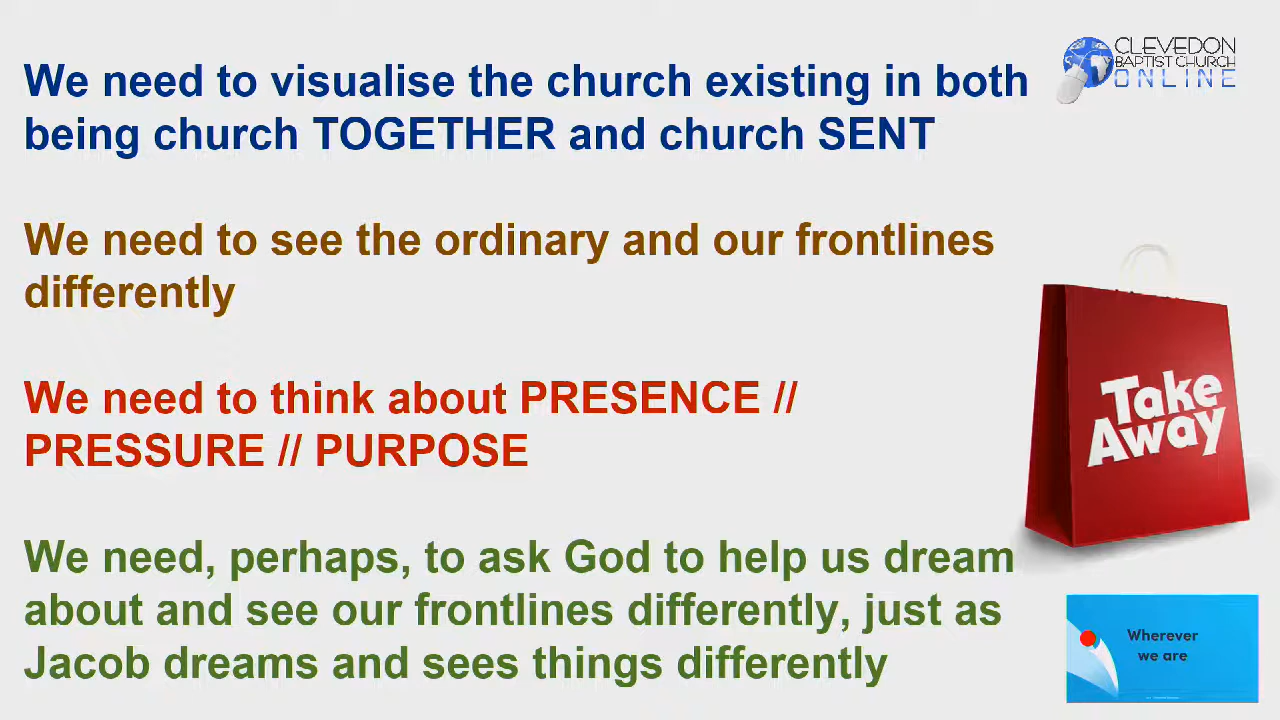 We need to visualise the church existing in both
being church TOGETHER and church SENT
We need to see the ordinary and our frontlines
differently
We need to think about PRESENCE //
PRESSURE // PURPOSE
We need, perhaps, to ask God to help us dream
about and see our frontlines differently, just as
Jacob dreams and sees things differently
CLEVEDON
BAPTIST CHURCH
ONLINE
Take
Away
Wherever
we are